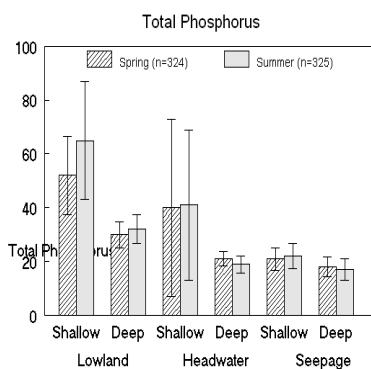 Total Phosphorus
100
Spring (n=324) Summer (n=325)
80
60
40
Total Phosphorus
20
0
Shallow Deep Shallow Deep Shallow Deep
Lowland Headwater Seepage